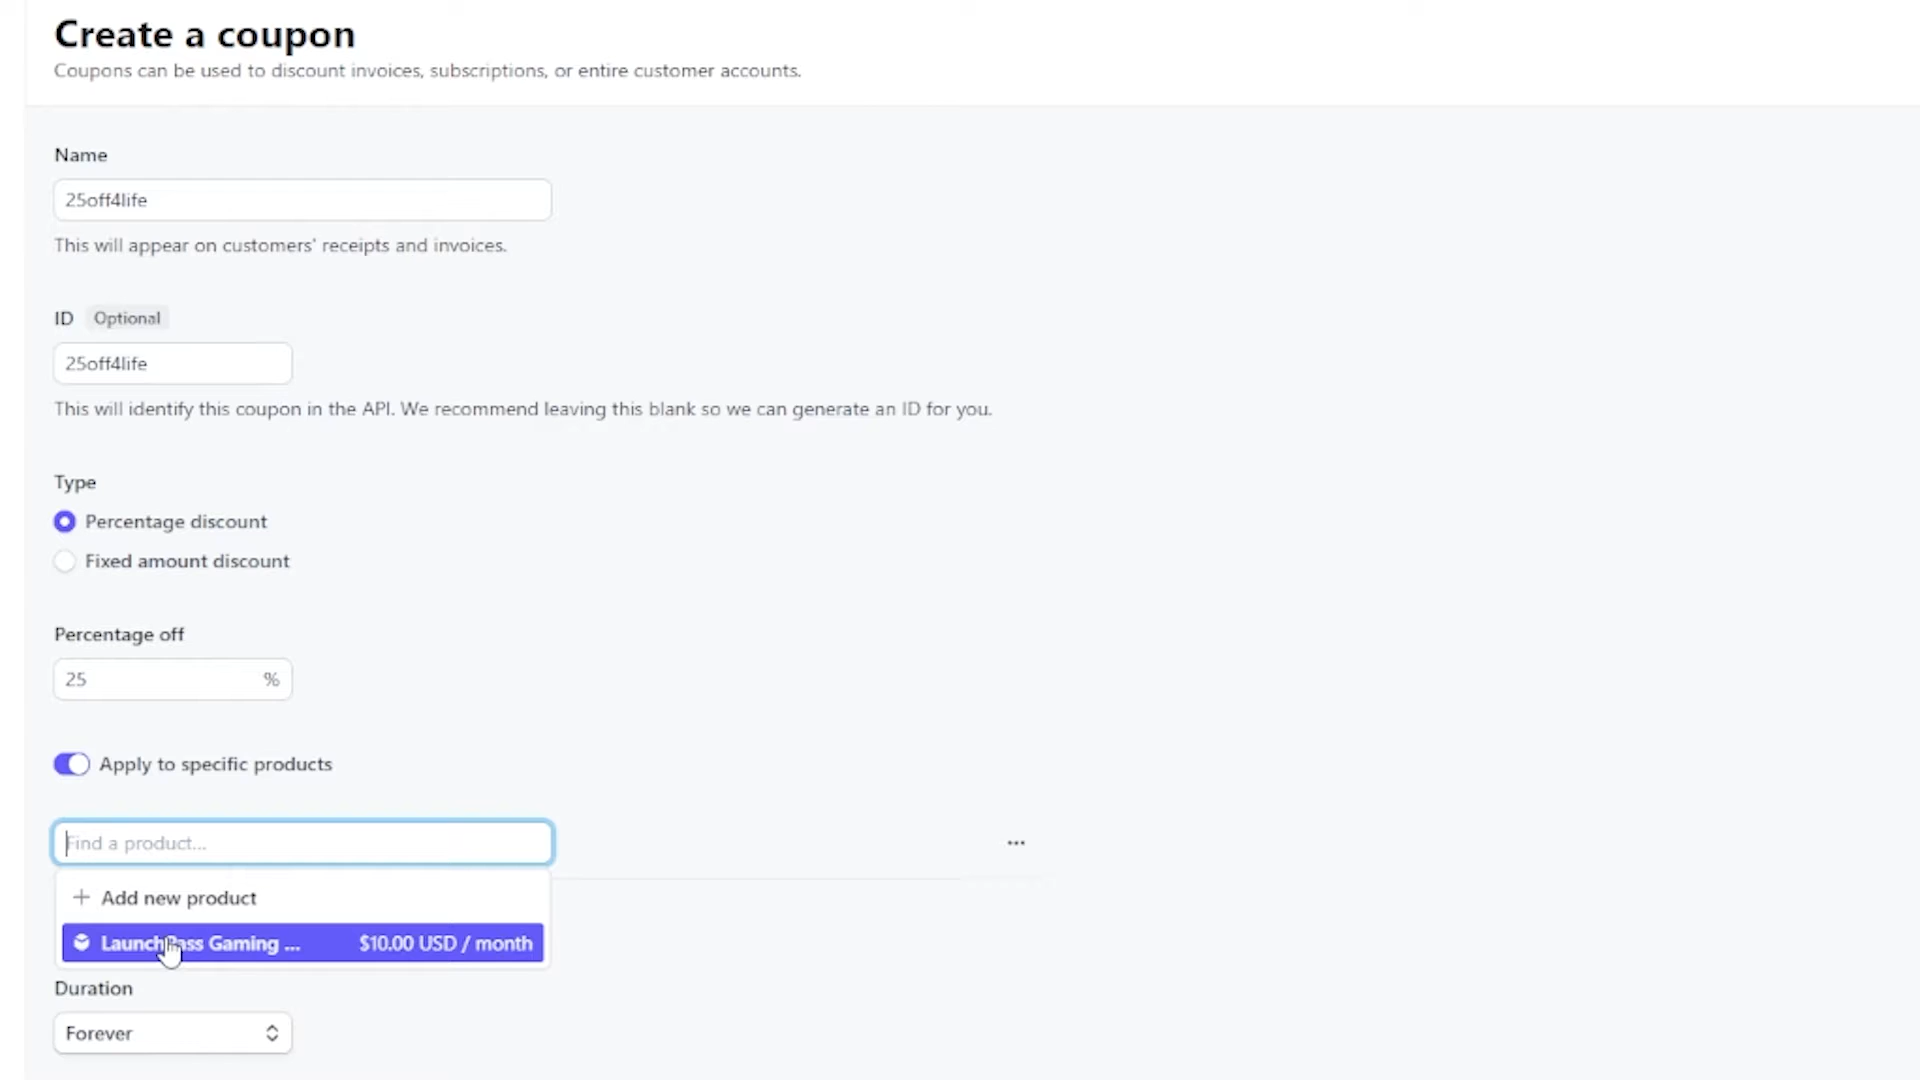 Create a coupon
Coupons can be used to discount invoices, subscriptions, or entire customer accounts.
Name
25off4life
This will appear on customers' receipts and invoices.
ID Optional
25off4life
This will identify this coupon in the API. We recommend leaving this blank so we can generate an ID for you.
Type
Percentage discount
Fixed amount discount
Percentage off
25 %
Apply to specific products
Find a product...
Add new product
LaunchPass Gaming ... $10.00 USD / month
Duration
Forever